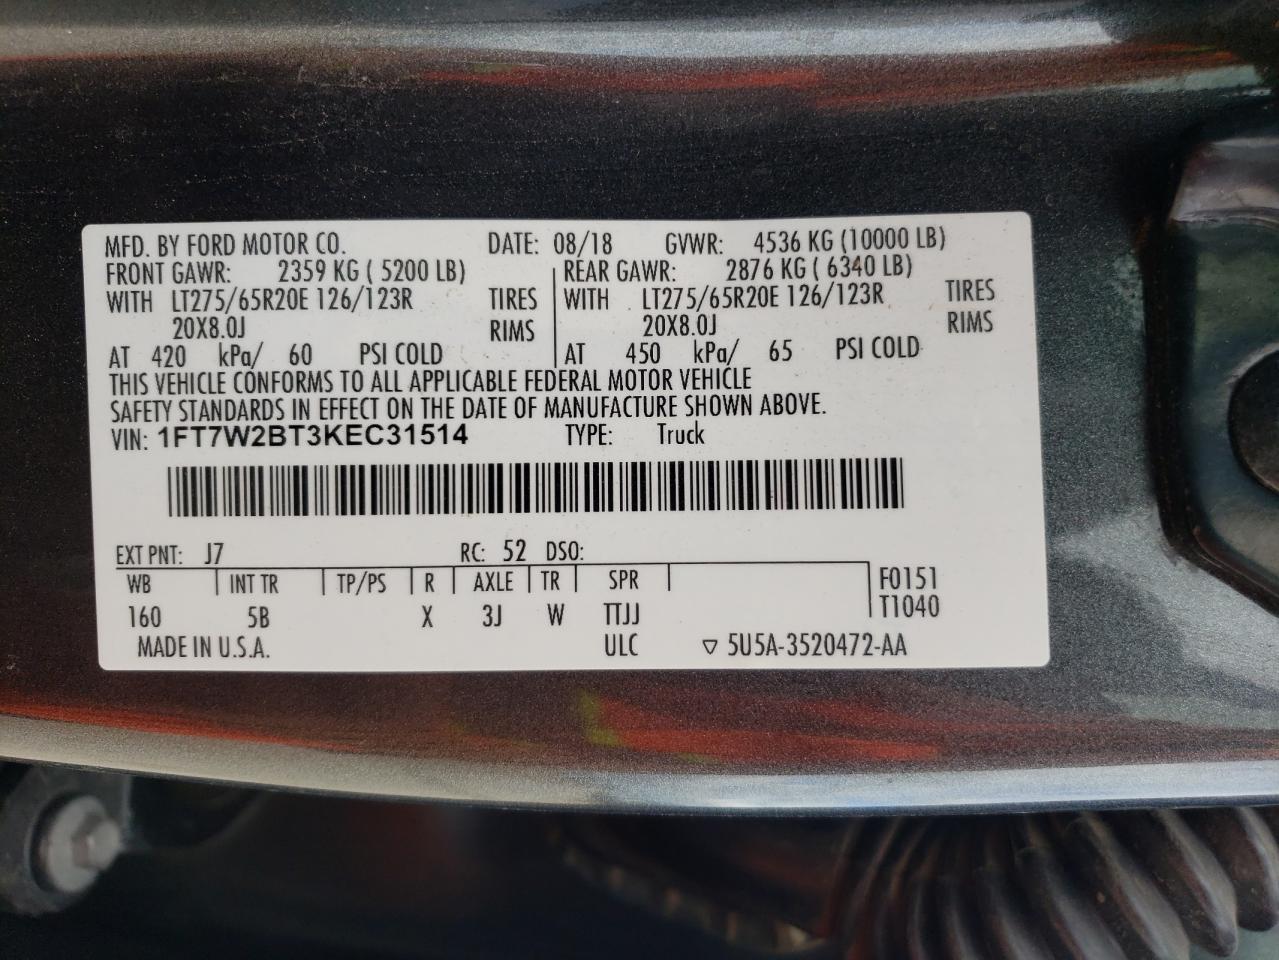 MFD. BY FORD MOTOR CO. DATE: 08/18 GVWR: 4536 KG (10000 LB)
FRONT GAWR: 2359 KG ( 5200 LB) REAR GAWR: 2876 KG ( 6340 LB)
WITH LT275/65R20E 126/123R TIRES WITH LT275/65R20E 126/123R TIRES
20X8.0J RIMS 20X8.0J RIMS
AT 420 kPa/ 60 PSI COLD AT 450 kPa/ 65 PSI COLD
THIS VEHICLE CONFORMS TO ALL APPLICABLE FEDERAL MOTOR VEHICLE
SAFETY STANDARDS IN EFFECT ON THE DATE OF MANUFACTURE SHOWN ABOVE.
VIN: 1FT7W2BT3KEC31514 TYPE: Truck
EXT PNT: J7 RC: 52 DSO:
WB INT TR TP/PS R AXLE TR SPR F0151
160 5B X 3J W TTJJ T1040
MADE IN U.S.A. ULC ▽ 5U5A-3520472-AA